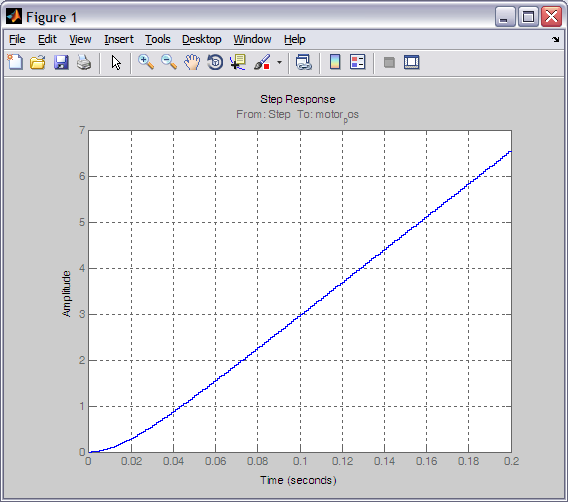 Figure 1
File Edit View Insert Tools Desktop Window Help
Step Response
From: Step To: motor_pos
7
6
5
4
3
2
1
0
Amplitude
0 0.02 0.04 0.06 0.08 0.1 0.12 0.14 0.16 0.18 0.2
Time (seconds)